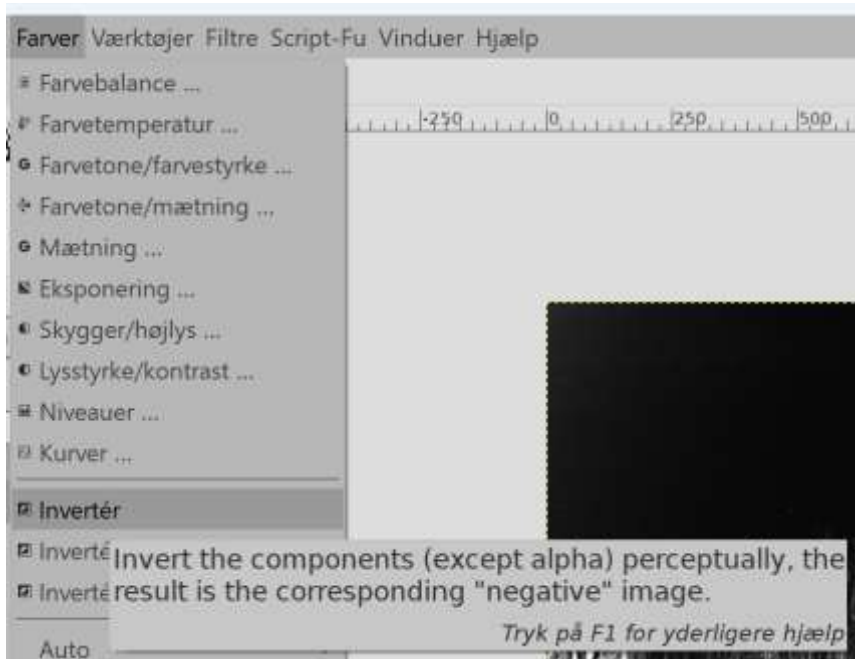 Farver Værktøjer Filtre Script-Fu Vinduer Hjælp
Farvebalance ...
Farvetemperatur ...
Farvetone/farvestyrke ...
Farvetone/mætning ...
Mætning ...
Eksponering ...
Skygger/højlys ...
Lysstyrke/kontrast ...
Niveauer ...
Kurver ...
Invertér
Auto
-250 0 250 500
Invert the components (except alpha) perceptually, the
result is the corresponding "negative" image.
Tryk på F1 for yderligere hjælp